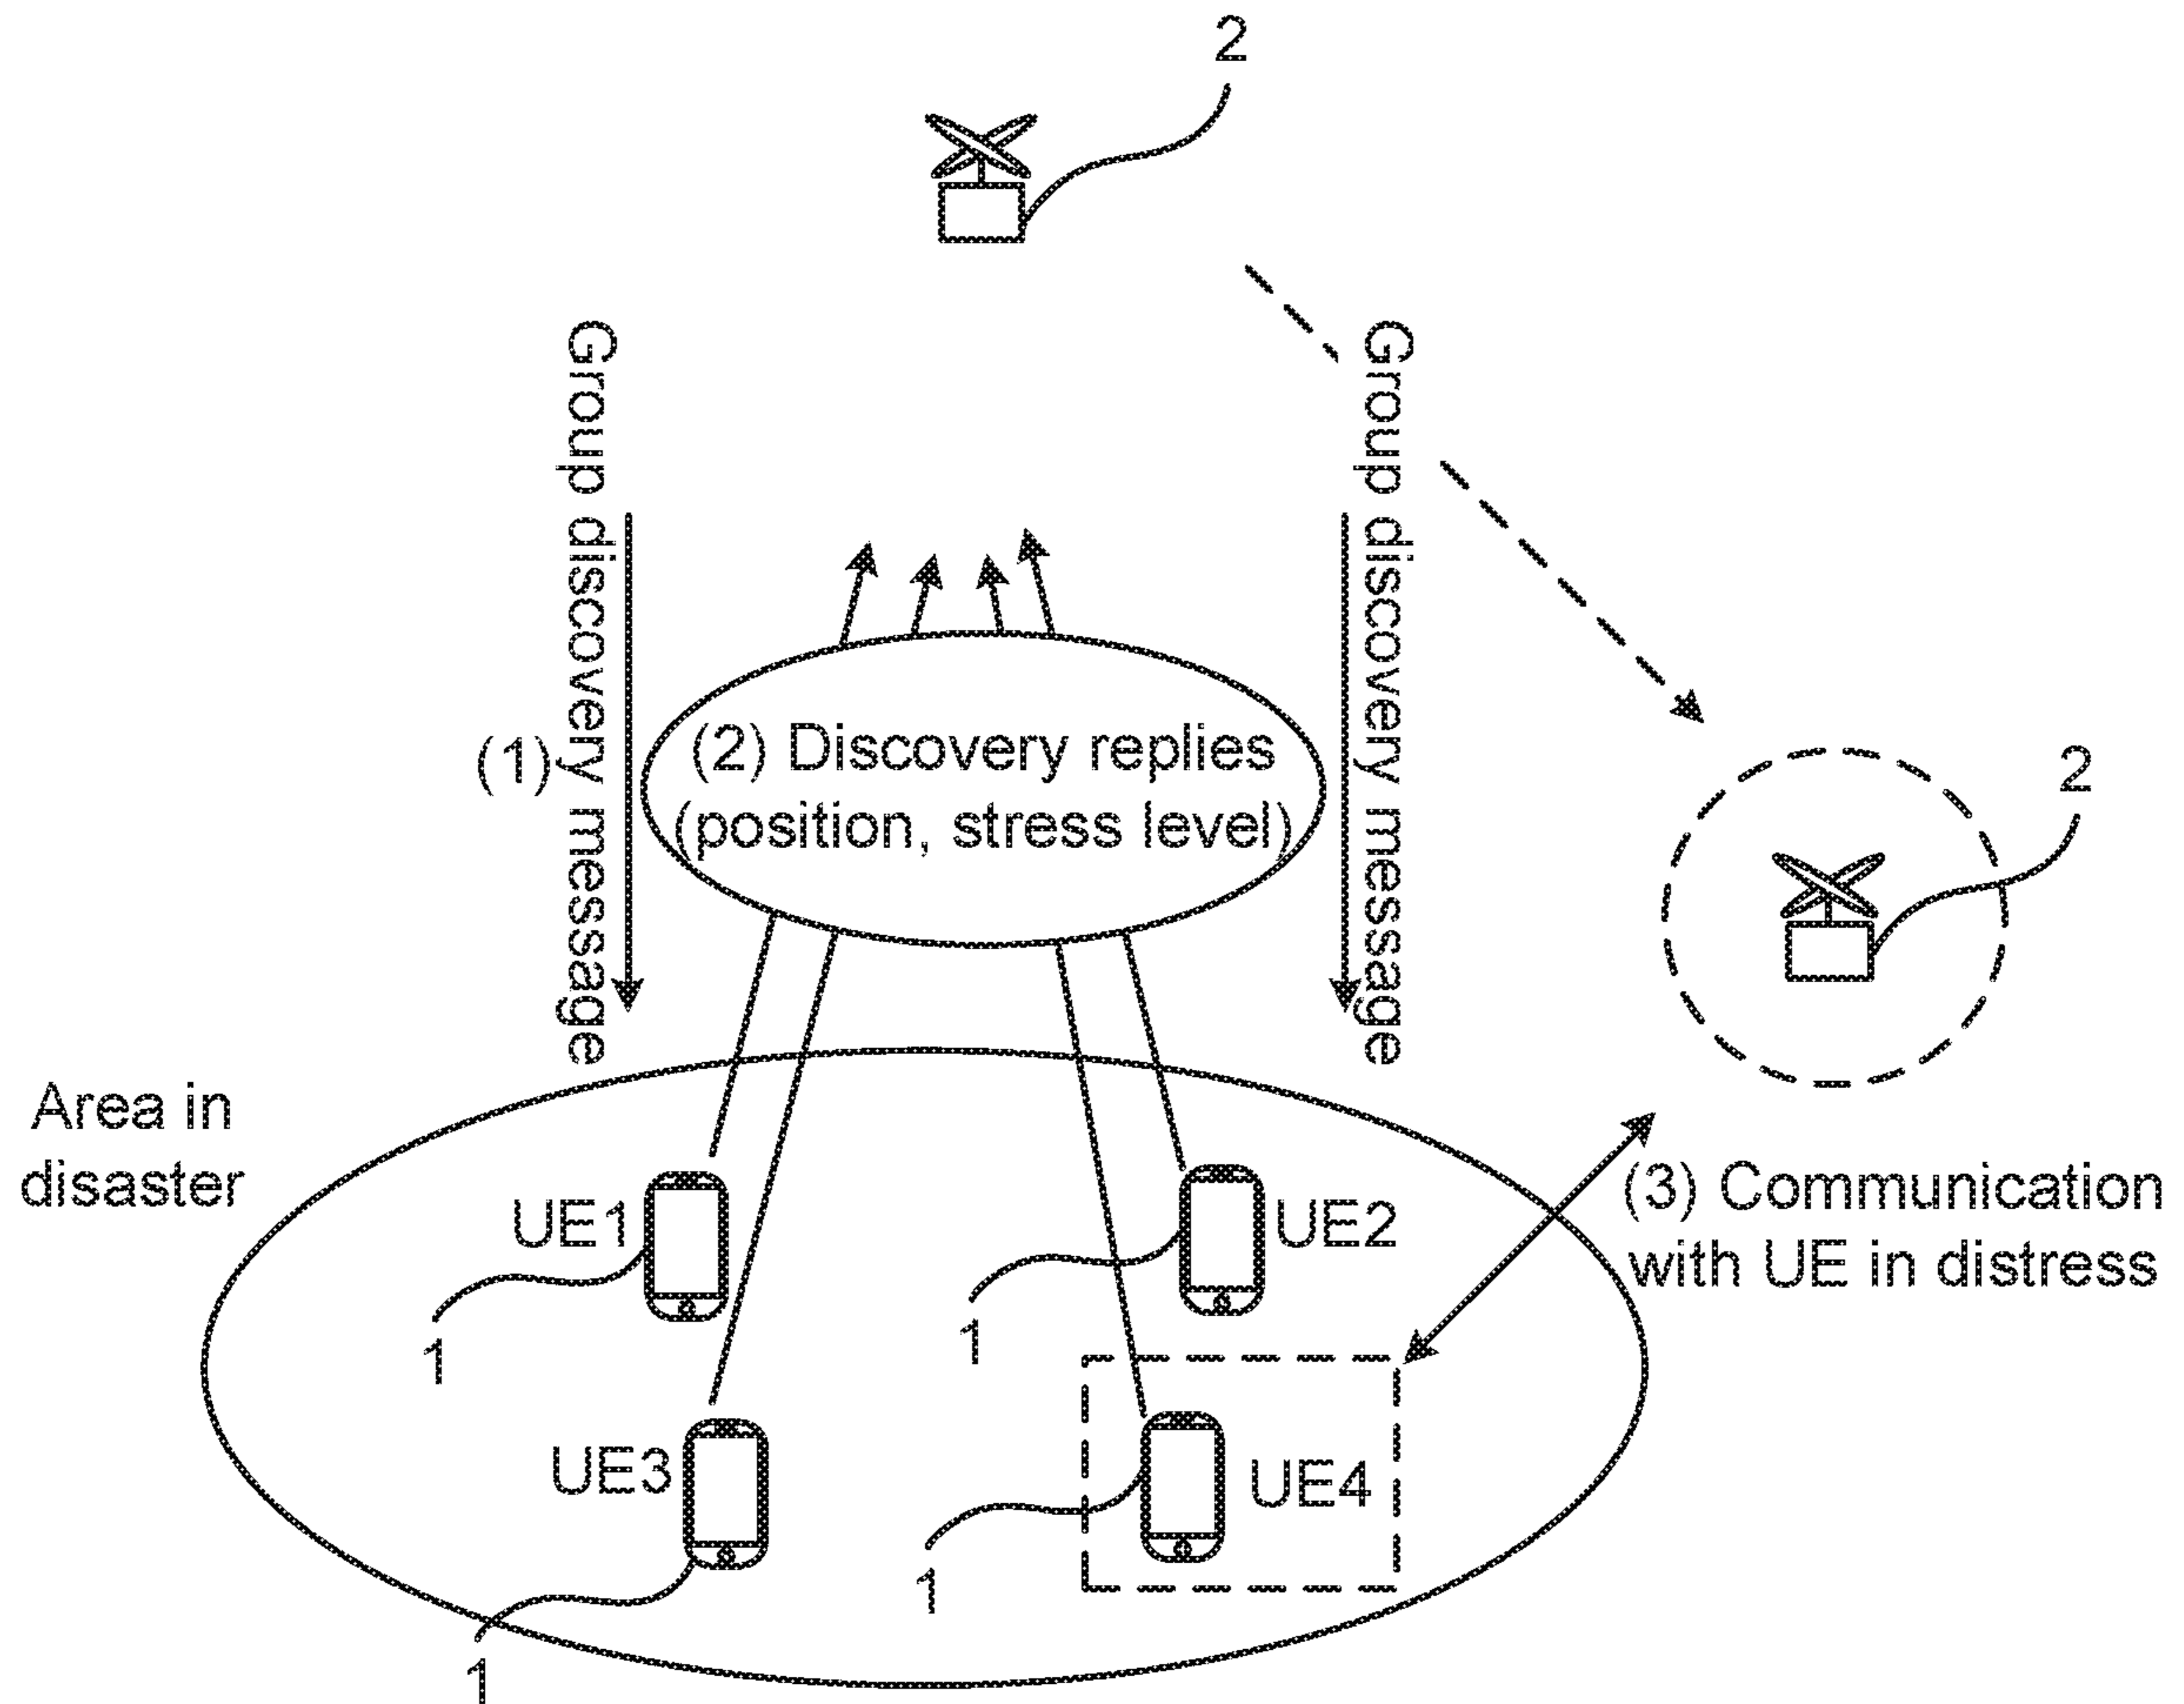 2
Group discovery message
Group discovery message
(1)
(2) Discovery replies
(position, stress level)
2
Area in
disaster
(3) Communication
with UE in distress
UE1
UE2
1
1
UE3
UE4
1
1